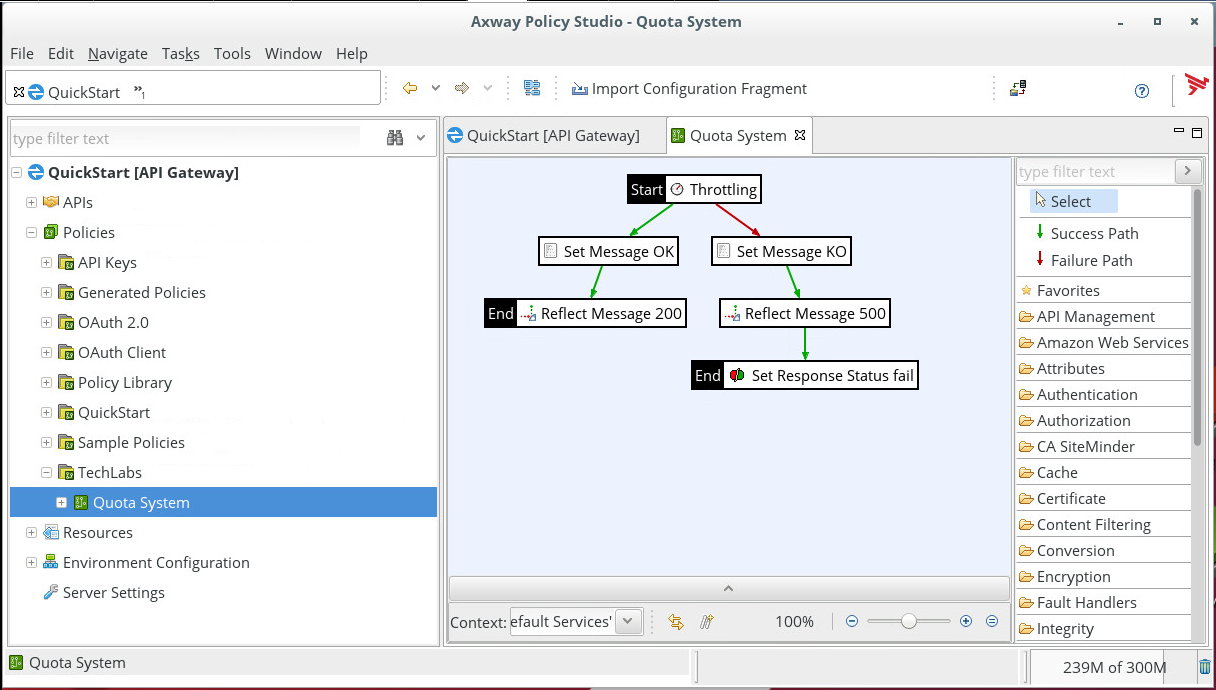 Axway Policy Studio - Quota System
File Edit Navigate Tasks Tools Window Help
QuickStart »1
Import Configuration Fragment
type filter text
QuickStart [API Gateway]
APIs
Policies
API Keys
Generated Policies
OAuth 2.0
OAuth Client
Policy Library
QuickStart
Sample Policies
TechLabs
Quota System
Resources
Environment Configuration
Server Settings
QuickStart [API Gateway]
Quota System
Start Throttling
Set Message OK
Set Message KO
End Reflect Message 200
Reflect Message 500
End Set Response Status fail
Context: efault Services'
100%
type filter text
Select
Success Path
Failure Path
Favorites
API Management
Amazon Web Services
Attributes
Authentication
Authorization
CA SiteMinder
Cache
Certificate
Content Filtering
Conversion
Encryption
Fault Handlers
Integrity
Quota System
239M of 300M